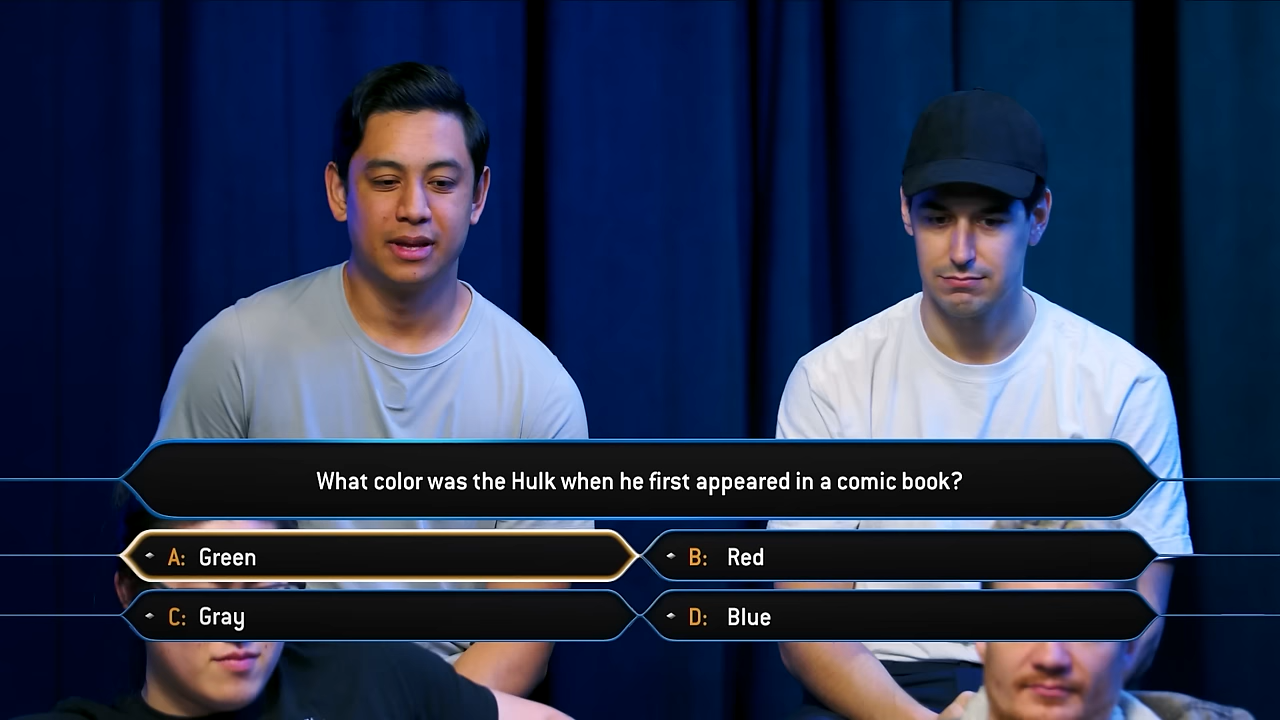 What color was the Hulk when he first appeared in a comic book?
A: Green
B: Red
C: Gray
D: Blue